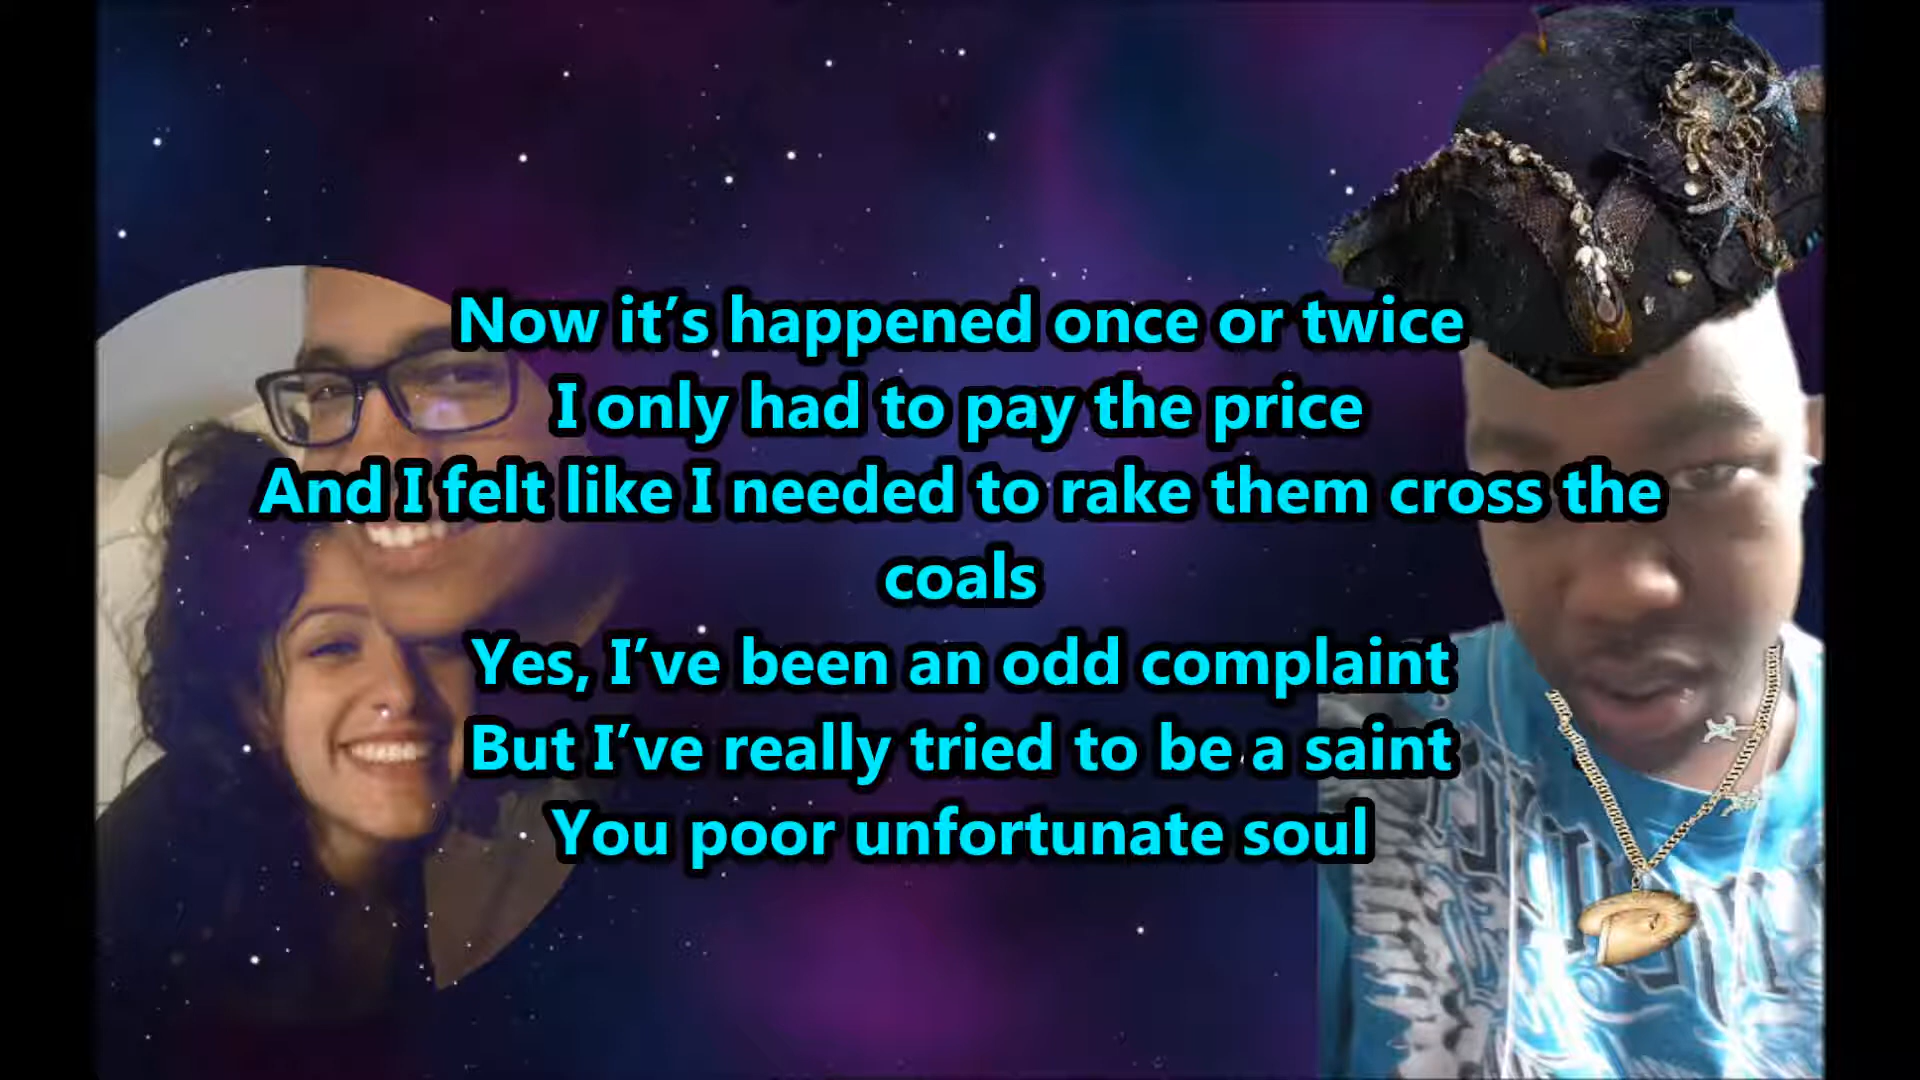 Now it’s happened once or twice
I only had to pay the price
And I felt like I needed to rake them cross the
coals
Yes, I’ve been an odd complaint
But I’ve really tried to be a saint
You poor unfortunate soul